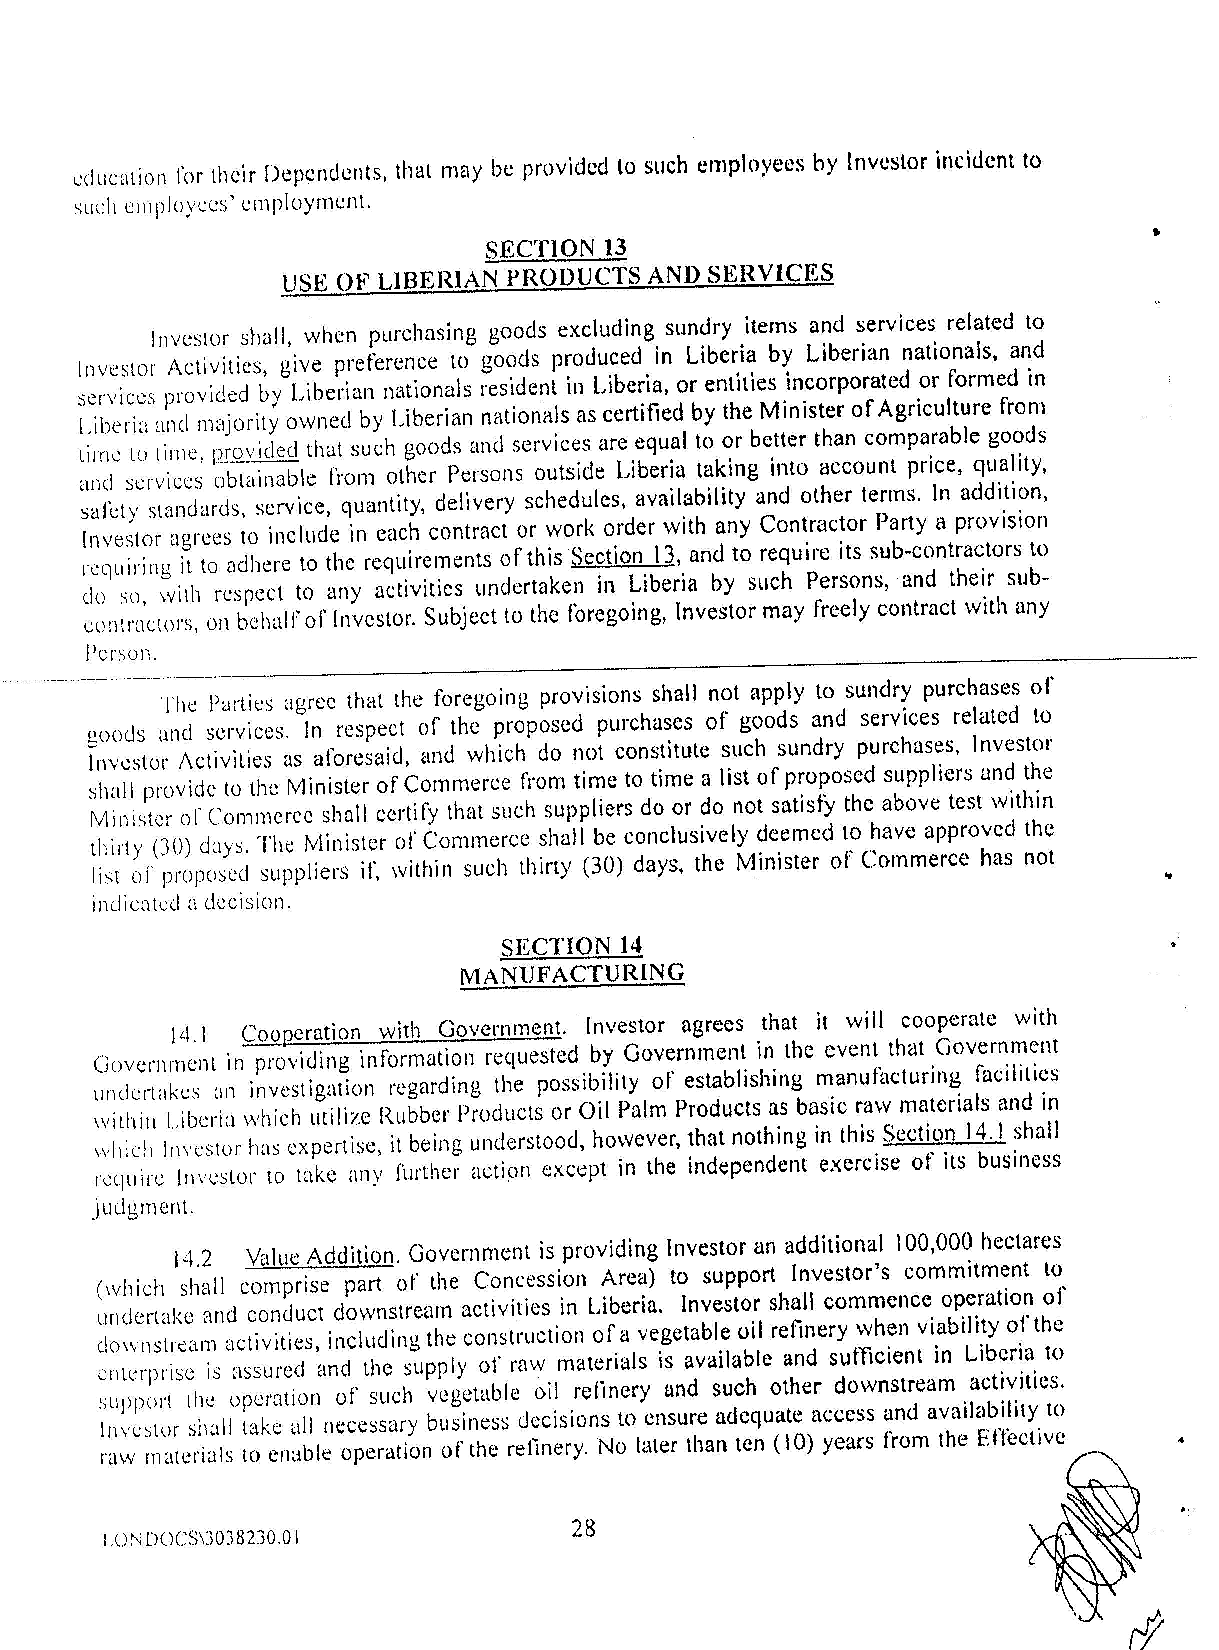 education for their Dependents, that may be provided to such employees by Investor incident to
such employees' employment.
SECTION 13
USE OF LIBERIAN PRODUCTS AND SERVICES
Investor shall, when purchasing goods excluding sundry items and services related to
Investor Activities, give preference to goods produced in Liberia by Liberian nationals, and
services provided by Liberian nationals resident in Liberia, or entities incorporated or formed in
Liberia and majority owned by Liberian nationals as certified by the Minister of Agriculture from
time to time, provided that such goods and services are equal to or better than comparable goods
and services obtainable from other Persons outside Liberia taking into account price, quality,
safety standards, service, quantity, delivery schedules, availability and other terms. In addition,
Investor agrees to include in each contract or work order with any Contractor Party a provision
requiring it to adhere to the requirements of this Section 13, and to require its sub-contractors to
do so, with respect to any activities undertaken in Liberia by such Persons, and their sub-
contractors, on behalf of Investor. Subject to the foregoing, Investor may freely contract with any
Person.
The Parties agree that the foregoing provisions shall not apply to sundry purchases of
goods and services. In respect of the proposed purchases of goods and services related to
Investor Activities as aforesaid, and which do not constitute such sundry purchases, Investor
shall provide to the Minister of Commerce from time to time a list of proposed suppliers and the
Minister of Commerce shall certify that such suppliers do or do not satisfy the above test within
thirty (30) days. The Minister of Commerce shall be conclusively deemed to have approved the
list of proposed suppliers if, within such thirty (30) days, the Minister of Commerce has not
indicated a decision.
SECTION 14
MANUFACTURING
14.1 Cooperation with Government. Investor agrees that it will cooperate with
Government in providing information requested by Government in the event that Government
undertakes an investigation regarding the possibility of establishing manufacturing facilities
within Liberia which utilize Rubber Products or Oil Palm Products as basic raw materials and in
which Investor has expertise, it being understood, however, that nothing in this Section 14.1 shall
require Investor to take any further action except in the independent exercise of its business
judgment.
14.2 Value Addition. Government is providing Investor an additional 100,000 hectares
(which shall comprise part of the Concession Area) to support Investor's commitment to
undertake and conduct downstream activities in Liberia. Investor shall commence operation of
downstream activities, including the construction of a vegetable oil refinery when viability of the
enterprise is assured and the supply of raw materials is available and sufficient in Liberia to
support the operation of such vegetable oil refinery and such other downstream activities.
Investor shall take all necessary business decisions to ensure adequate access and availability to
raw materials to enable operation of the refinery. No later than ten (10) years from the Effective
LONDOCS\3038230.01
28